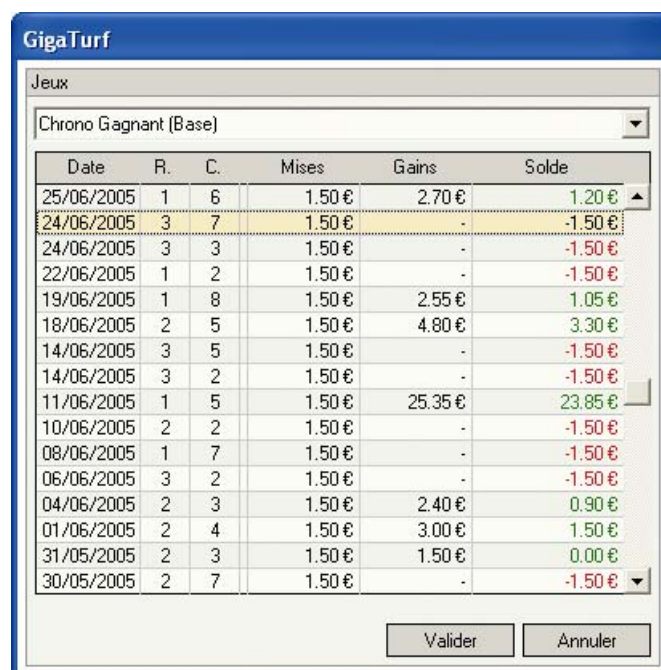 GigaTurf
Jeux
Chrono Gagnant (Base)
Date R. C. Mises Gains Solde
25/06/2005 1 6 1.50 € 2.70 € 1.20 €
24/06/2005 3 7 1.50 € - -1.50 €
24/06/2005 3 3 1.50 € - -1.50 €
22/06/2005 1 2 1.50 € - -1.50 €
19/06/2005 1 8 1.50 € 2.55 € 1.05 €
18/06/2005 2 5 1.50 € 4.80 € 3.30 €
14/06/2005 3 5 1.50 € - -1.50 €
14/06/2005 3 2 1.50 € - -1.50 €
11/06/2005 1 5 1.50 € 25.35 € 23.85 €
10/06/2005 2 2 1.50 € - -1.50 €
08/06/2005 1 7 1.50 € - -1.50 €
06/06/2005 3 2 1.50 € - -1.50 €
04/06/2005 2 3 1.50 € 2.40 € 0.90 €
01/06/2005 2 4 1.50 € 3.00 € 1.50 €
31/05/2005 2 3 1.50 € 1.50 € 0.00 €
30/05/2005 2 7 1.50 € - -1.50 €
Valider Annuler